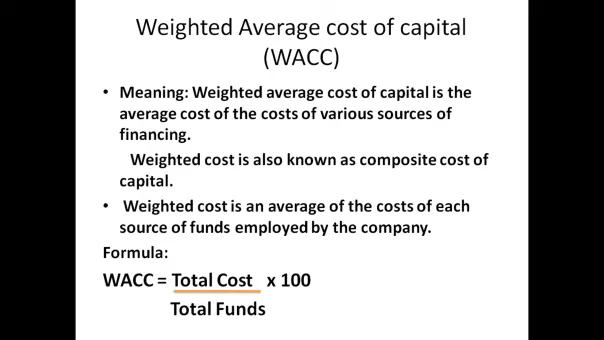 Weighted Average cost of capital
(WACC)
• Meaning: Weighted average cost of capital is the
average cost of the costs of various sources of
financing.
Weighted cost is also known as composite cost of
capital.
• Weighted cost is an average of the costs of each
source of funds employed by the company.
Formula:
WACC = Total Cost x 100
Total Funds